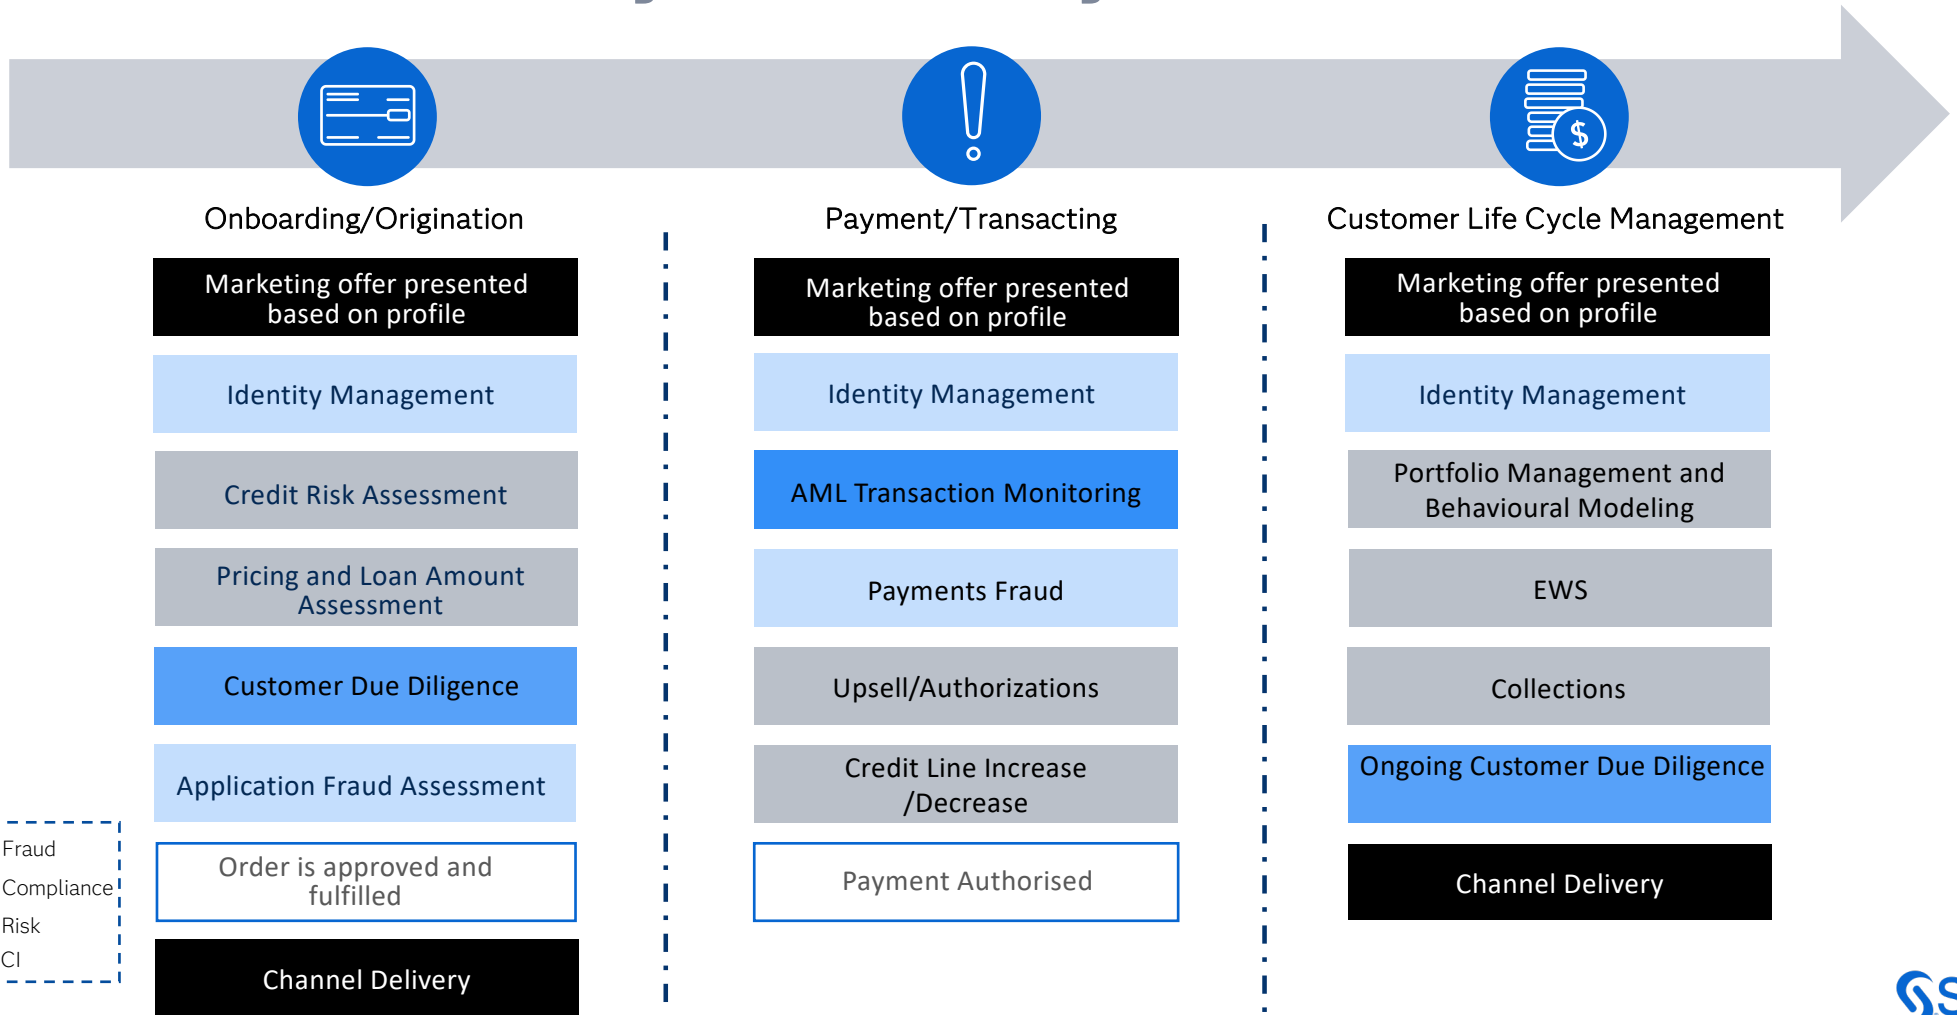 Onboarding/Origination
Marketing offer presented
based on profile
Identity Management
Credit Risk Assessment
Pricing and Loan Amount
Assessment
Customer Due Diligence
Application Fraud Assessment
Order is approved and
fulfilled
Channel Delivery
Payment/Transacting
Marketing offer presented
based on profile
Identity Management
AML Transaction Monitoring
Payments Fraud
Upsell/Authorizations
Credit Line Increase
/Decrease
Payment Authorised
$
Customer Life Cycle Management
Marketing offer presented
based on profile
Identity Management
Portfolio Management and
Behavioural Modeling
EWS
Collections
Ongoing Customer Due Diligence
Channel Delivery
Fraud
Compliance
Risk
CI